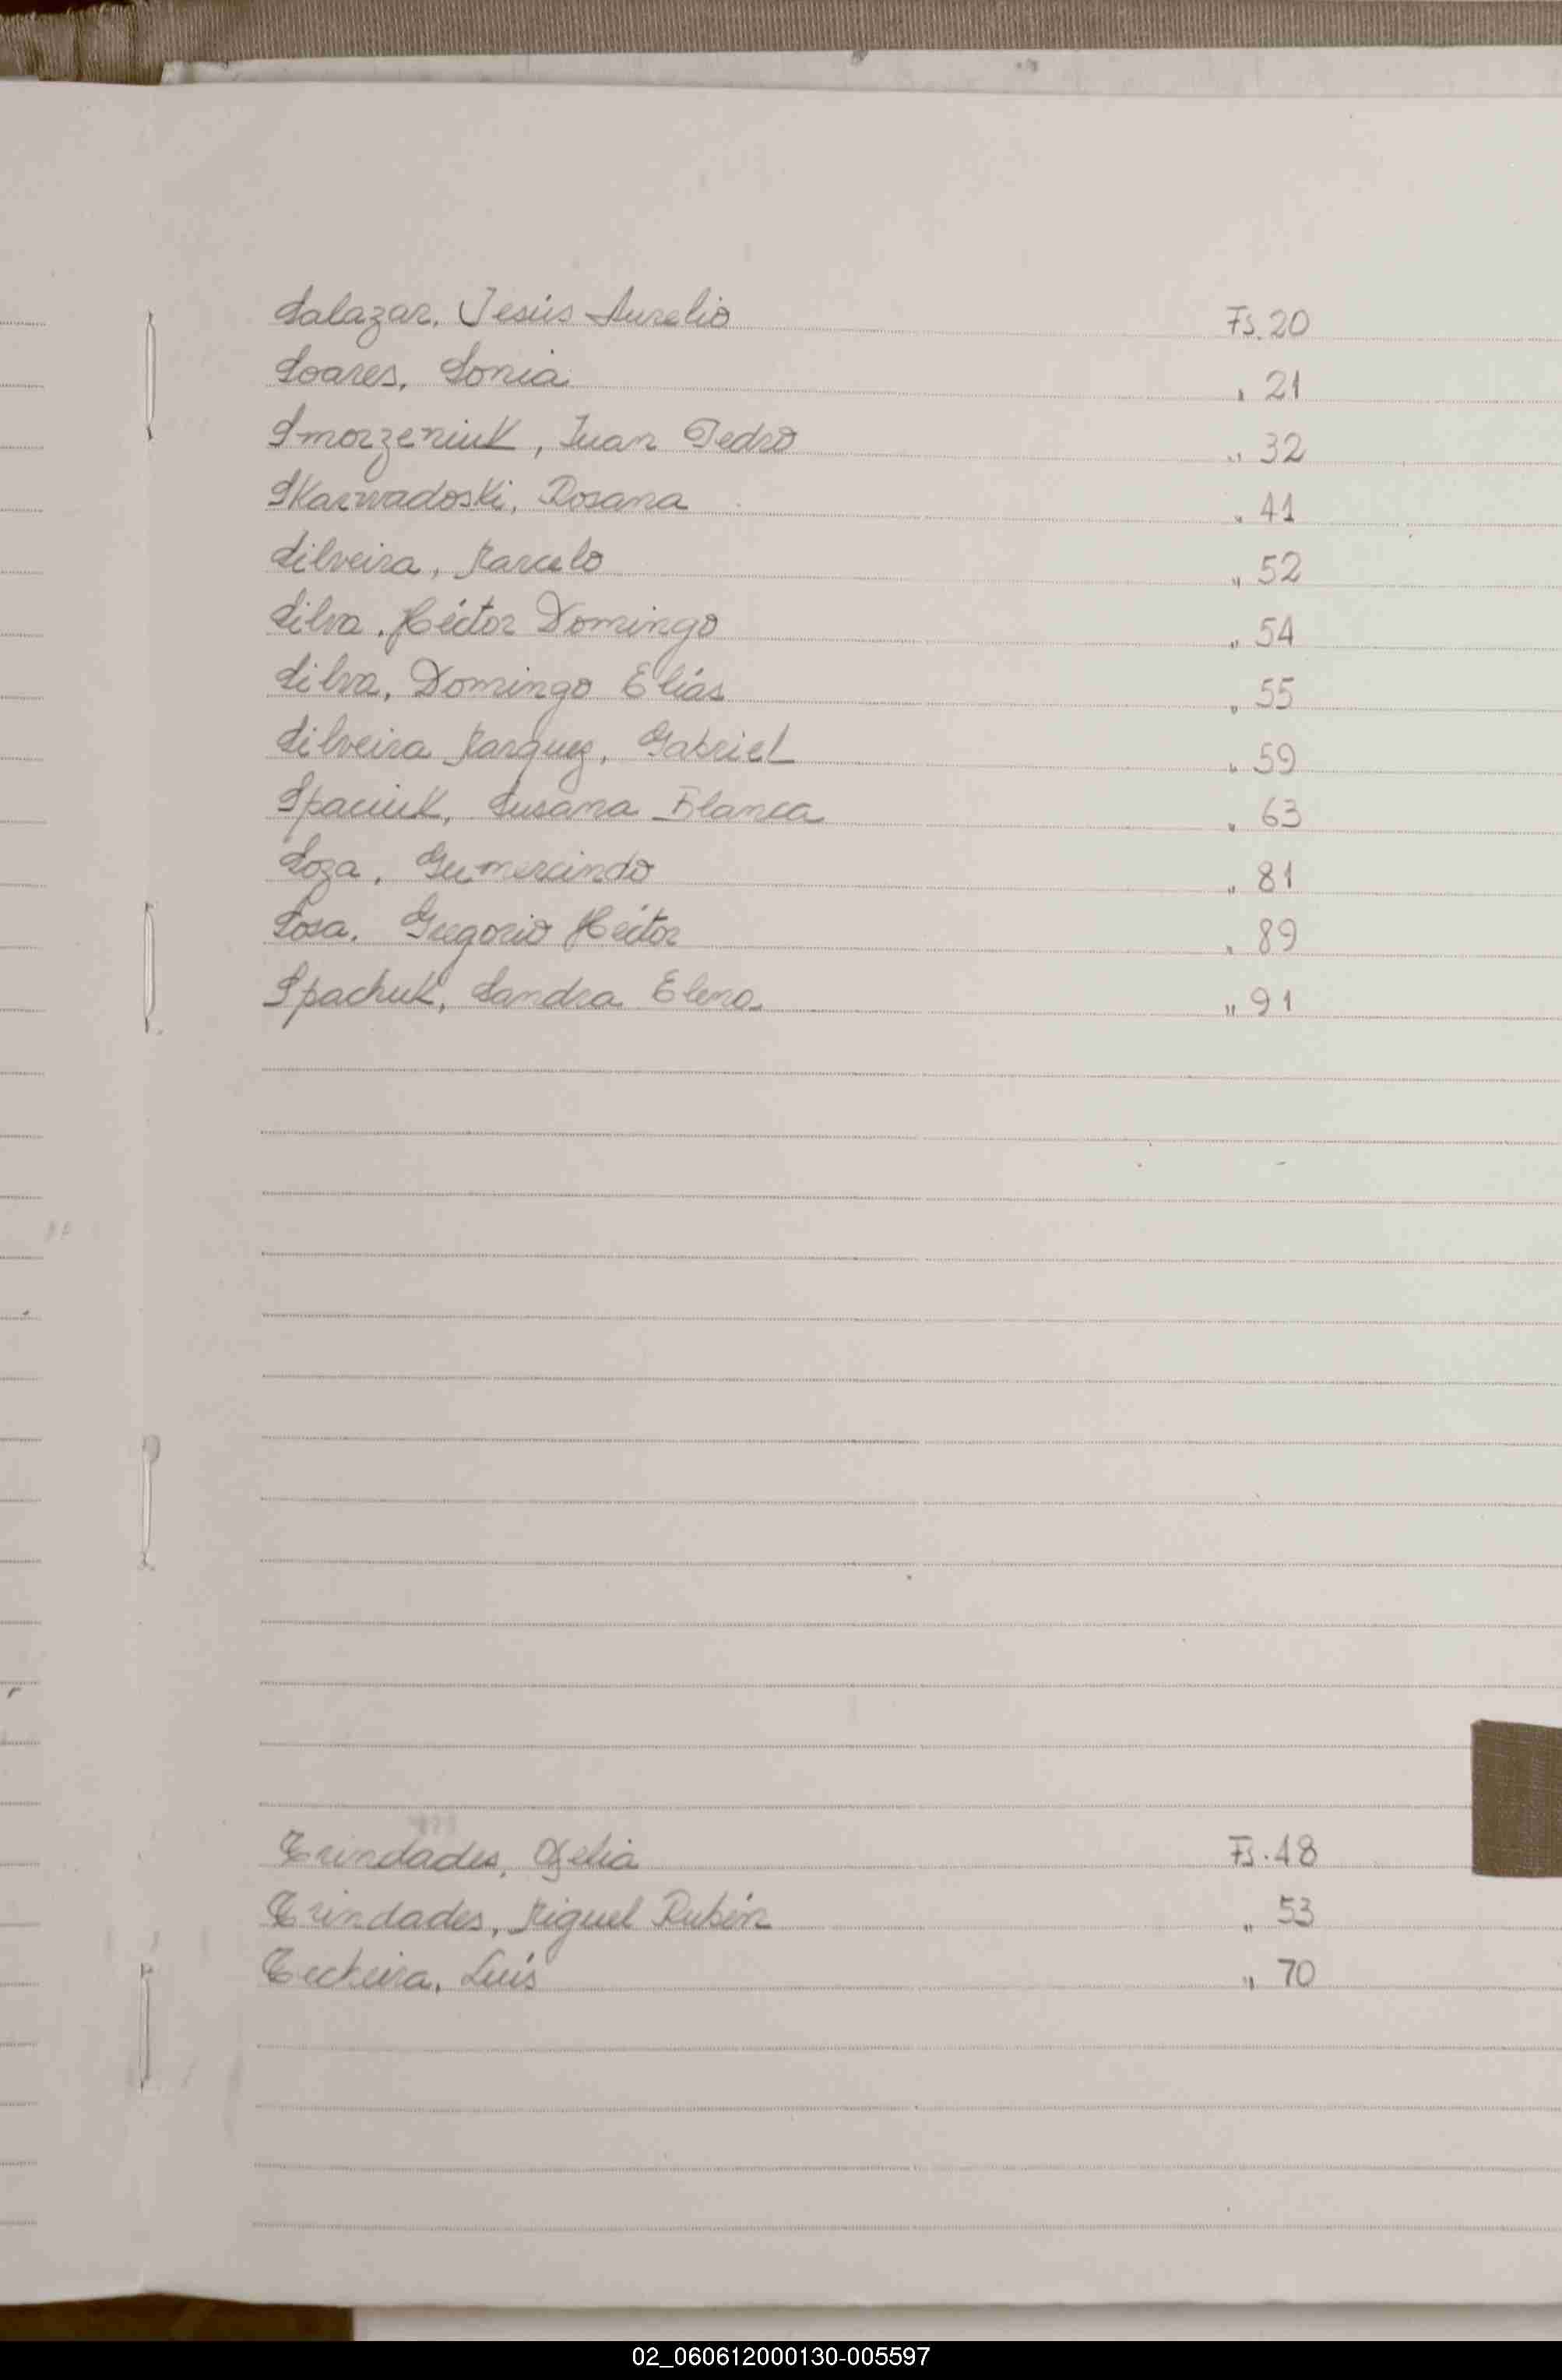 Salazar, Jesús Aurelio Fs. 20
Soares, Sonia " 21
Smorzeniuk, Juan Pedro " 32
Skarwadoski, Rosana " 41
Silveira, Marcelo " 52
Silva, Héctor Domingo " 54
Silva, Domingo Elías " 55
Silveira Marquez, Gabriel " 59
Spaciuk, Susana Blanca " 63
Soza, Gumercindo " 81
Sosa, Gregorio Héctor " 89
Spachuk, Sandra Elena " 91
Trindades, Ofelia Fs. 48
Trindades, Miguel Rubén " 53
Teckeira, Luis " 70
02_060612000130-005597